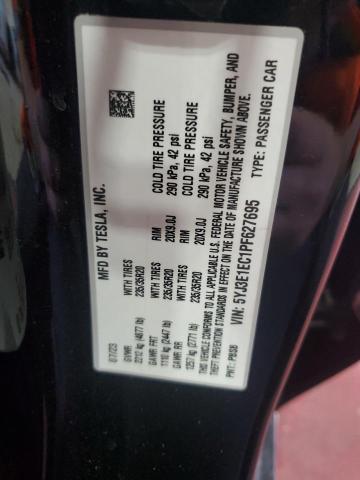 MFD BY TESLA, INC.
07/23
GVWR 2212 kg (4877 lb)
GAWR FRT 1110 kg (2447 lb) WITH TIRES 235/35R20 RIM 20X9.0J COLD TIRE PRESSURE 290 kPa, 42 psi
GAWR RR 1257 kg (2771 lb) WITH TIRES 235/35R20 RIM 20X9.0J COLD TIRE PRESSURE 290 kPa, 42 psi
THIS VEHICLE CONFORMS TO ALL APPLICABLE U.S. FEDERAL MOTOR VEHICLE SAFETY, BUMPER, AND
THEFT PREVENTION STANDARDS IN EFFECT ON THE DATE OF MANUFACTURE SHOWN ABOVE.
VIN: 5YJ3E1EC1PF627695 TYPE: PASSENGER CAR
PNT: PBSB